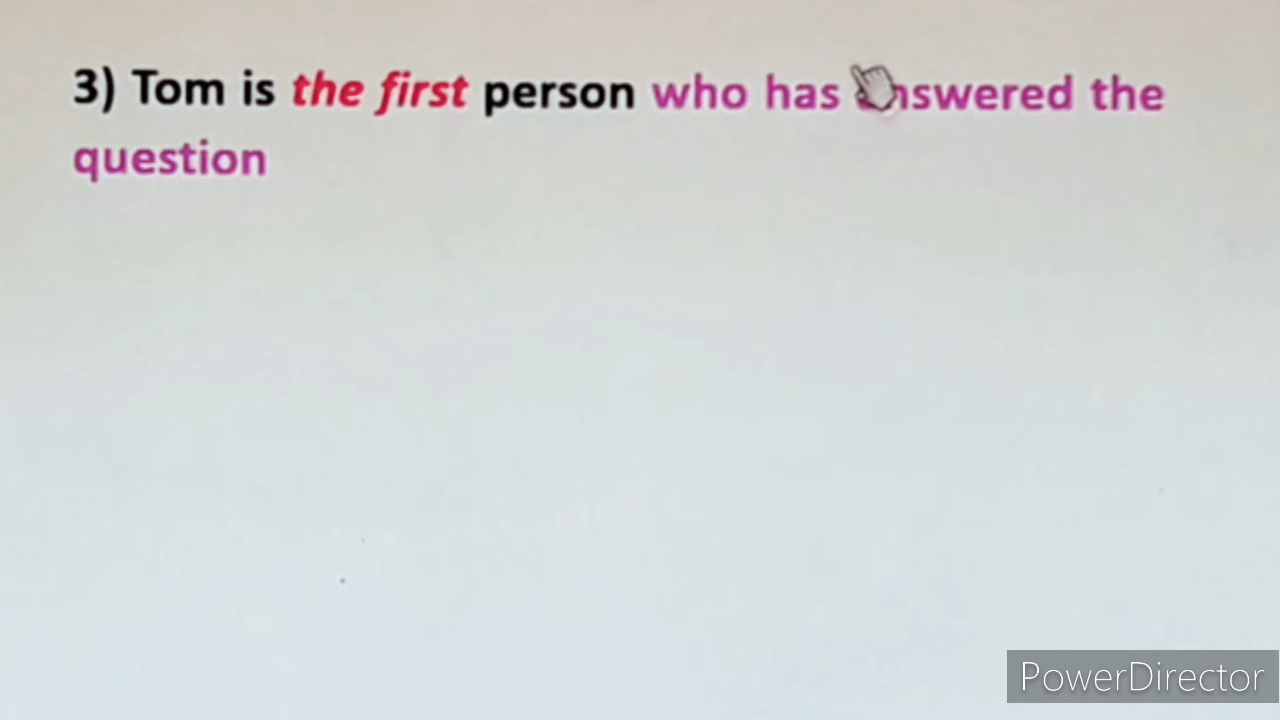 3) Tom is the first person who has answered the
question
PowerDirector